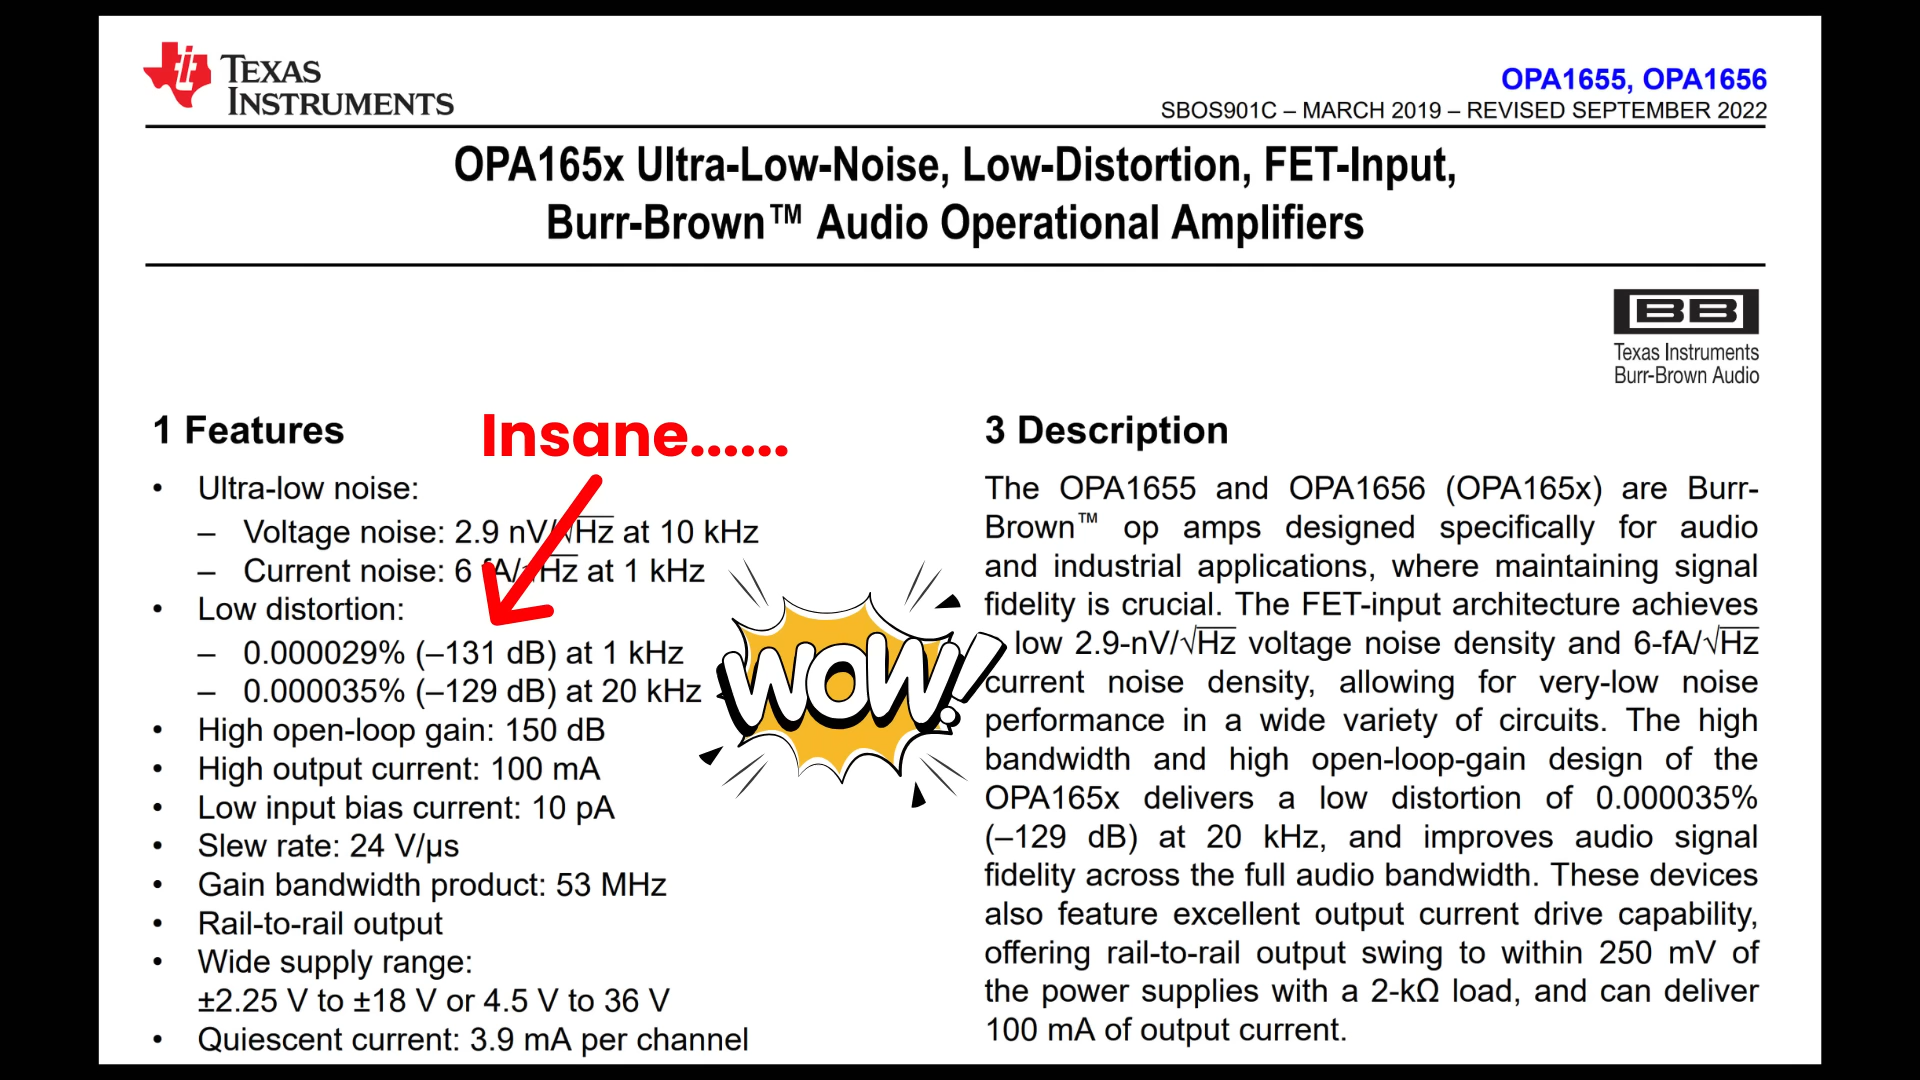 TEXAS
INSTRUMENTS
OPA1655, OPA1656
SBOS901C – MARCH 2019 – REVISED SEPTEMBER 2022
OPA165x Ultra-Low-Noise, Low-Distortion, FET-Input,
Burr-Brown™ Audio Operational Amplifiers
BB
Texas Instruments
Burr-Brown Audio
1 Features
Insane......
• Ultra-low noise:
– Voltage noise: 2.9 nV/√Hz at 10 kHz
– Current noise: 6 fA/√Hz at 1 kHz
• Low distortion:
– 0.000029% (–131 dB) at 1 kHz
– 0.000035% (–129 dB) at 20 kHz
• High open-loop gain: 150 dB
• High output current: 100 mA
• Low input bias current: 10 pA
• Slew rate: 24 V/μs
• Gain bandwidth product: 53 MHz
• Rail-to-rail output
• Wide supply range:
±2.25 V to ±18 V or 4.5 V to 36 V
• Quiescent current: 3.9 mA per channel
WOW!
3 Description
The OPA1655 and OPA1656 (OPA165x) are Burr-
Brown™ op amps designed specifically for audio
and industrial applications, where maintaining signal
fidelity is crucial. The FET-input architecture achieves
low 2.9-nV/√Hz voltage noise density and 6-fA/√Hz
current noise density, allowing for very-low noise
performance in a wide variety of circuits. The high
bandwidth and high open-loop-gain design of the
OPA165x delivers a low distortion of 0.000035%
(–129 dB) at 20 kHz, and improves audio signal
fidelity across the full audio bandwidth. These devices
also feature excellent output current drive capability,
offering rail-to-rail output swing to within 250 mV of
the power supplies with a 2-kΩ load, and can deliver
100 mA of output current.